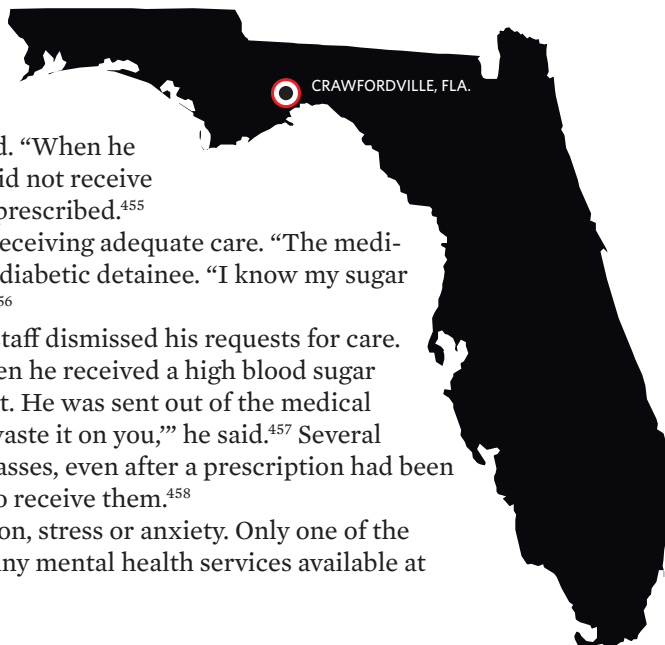 CRAWFORDVILLE, FLA.
d. “When he
id not receive
prescribed.455
eceiving adequate care. “The medi-
diabetic detainee. “I know my sugar
56
taff dismissed his requests for care.
en he received a high blood sugar
t. He was sent out of the medical
vaste it on you,’” he said.457 Several
asses, even after a prescription had been
o receive them.458
on, stress or anxiety. Only one of the
ny mental health services available at